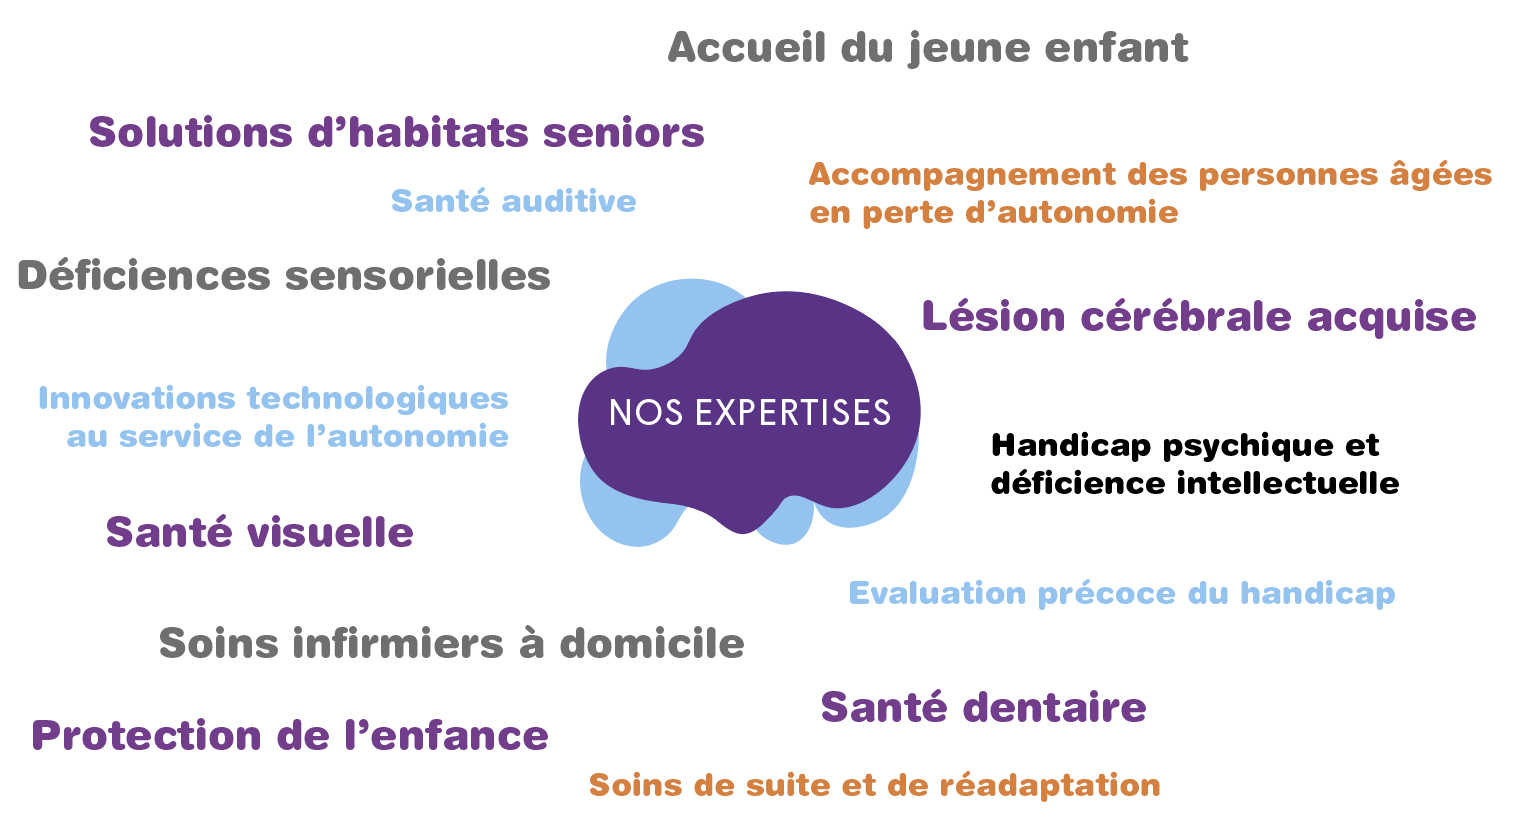 Accueil du jeune enfant
Solutions d’habitats seniors
Accompagnement des personnes âgées
en perte d’autonomie
Santé auditive
Déficiences sensorielles
Lésion cérébrale acquise
Innovations technologiques
au service de l’autonomie
NOS EXPERTISES
Handicap psychique et
déficience intellectuelle
Santé visuelle
Evaluation précoce du handicap
Soins infirmiers à domicile
Santé dentaire
Protection de l’enfance
Soins de suite et de réadaptation